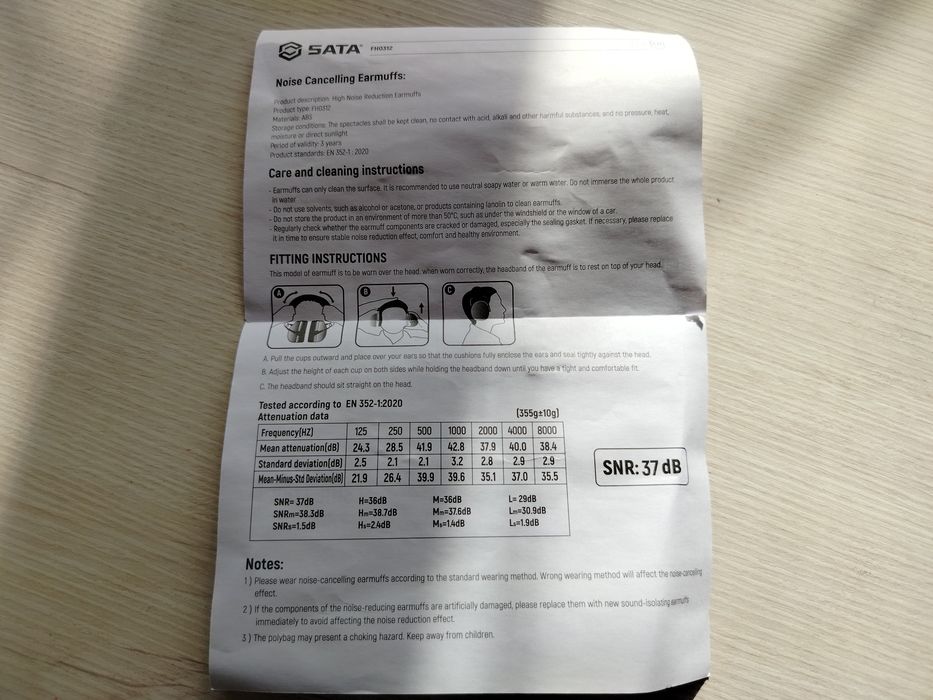 SATA® FH0312
Noise Cancelling Earmuffs:
Product description: High Noise Reduction Earmuffs
Product type: FH0312
Materials: ABS
Storage conditions: The spectacles shall be kept clean, no contact with acid, alkali and other harmful substances, and no pressure, heat,
moisture or direct sunlight
Period of validity: 3 years
Product standards: EN 352-1 : 2020
Care and cleaning instructions
- Earmuffs can only clean the surface. It is recommended to use neutral soapy water or warm water. Do not immerse the whole product
in water
- Do not use solvents, such as alcohol or acetone, or products containing lanolin to clean earmuffs.
- Do not store the product in an environment of more than 50°C, such as under the windshield or the window of a car.
- Regularly check whether the earmuff components are cracked or damaged, especially the sealing gasket. If necessary, please replace
it in time to ensure stable noise reduction effect, comfort and healthy environment.
FITTING INSTRUCTIONS
This model of earmuff is to be worn over the head. when worn correctly, the headband of the earmuff is to rest on top of your head.
A B C
A. Pull the cups outward and place over your ears so that the cushions fully enclose the ears and seal tightly against the head.
B. Adjust the height of each cup on both sides while holding the headband down until you have a tight and comfortable fit.
C. The headband should sit straight on the head.
Tested according to EN 352-1:2020
Attenuation data (355g±10g)
Frequency(HZ) 125 250 500 1000 2000 4000 8000
Mean attenuation(dB) 24.3 28.5 41.9 42.8 37.9 40.0 38.4
Standard deviation(dB) 2.5 2.1 2.1 3.2 2.8 2.9 2.9
Mean-Minus-Std Deviation(dB) 21.9 26.4 39.9 39.6 35.1 37.0 35.5
SNR: 37 dB
SNR= 37dB H=36dB M=36dB L= 29dB
SNRm=38.3dB Hm=38.7dB Mm=37.6dB Lm=30.9dB
SNRs=1.5dB Hs=2.4dB Ms=1.4dB Ls=1.9dB
Notes:
1 ) Please wear noise-cancelling earmuffs according to the standard wearing method. Wrong wearing method will affect the noise-cancelling
effect.
2 ) If the components of the noise-reducing earmuffs are artificially damaged, please replace them with new sound-isolating earmuffs
immediately to avoid affecting the noise reduction effect.
3 ) The polybag may present a choking hazard. Keep away from children.